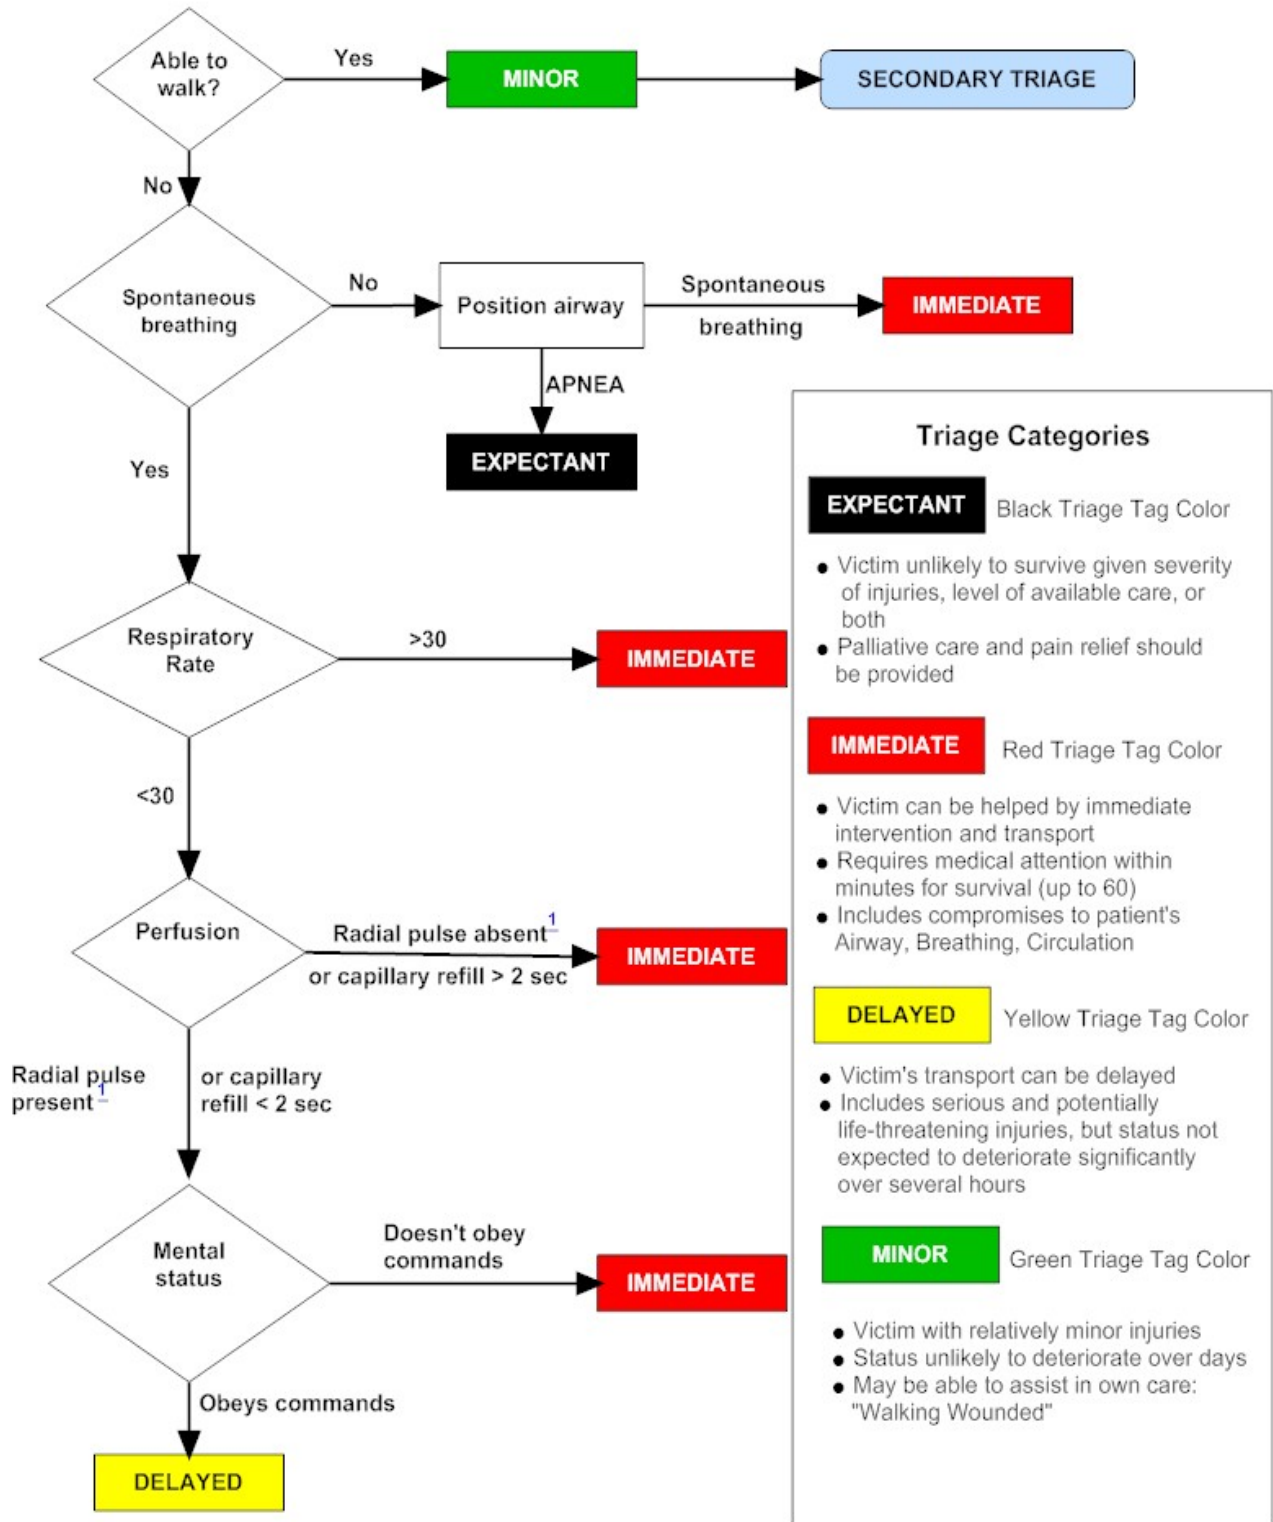 Able to
walk?
Yes
MINOR
SECONDARY TRIAGE
No
Spontaneous
breathing
No
Position airway
Spontaneous
breathing
IMMEDIATE
APNEA
EXPECTANT
Yes
Respiratory
Rate
>30
IMMEDIATE
<30
Perfusion
Radial pulse absent 1
or capillary refill > 2 sec
IMMEDIATE
Radial pulse
present 1
or capillary
refill < 2 sec
Mental
status
Doesn't obey
commands
IMMEDIATE
Obeys commands
DELAYED
Triage Categories
EXPECTANT Black Triage Tag Color
● Victim unlikely to survive given severity
of injuries, level of available care, or
both
● Palliative care and pain relief should
be provided
IMMEDIATE Red Triage Tag Color
● Victim can be helped by immediate
intervention and transport
● Requires medical attention within
minutes for survival (up to 60)
● Includes compromises to patient's
Airway, Breathing, Circulation
DELAYED Yellow Triage Tag Color
● Victim's transport can be delayed
● Includes serious and potentially
life-threatening injuries, but status not
expected to deteriorate significantly
over several hours
MINOR Green Triage Tag Color
● Victim with relatively minor injuries
● Status unlikely to deteriorate over days
● May be able to assist in own care:
"Walking Wounded"